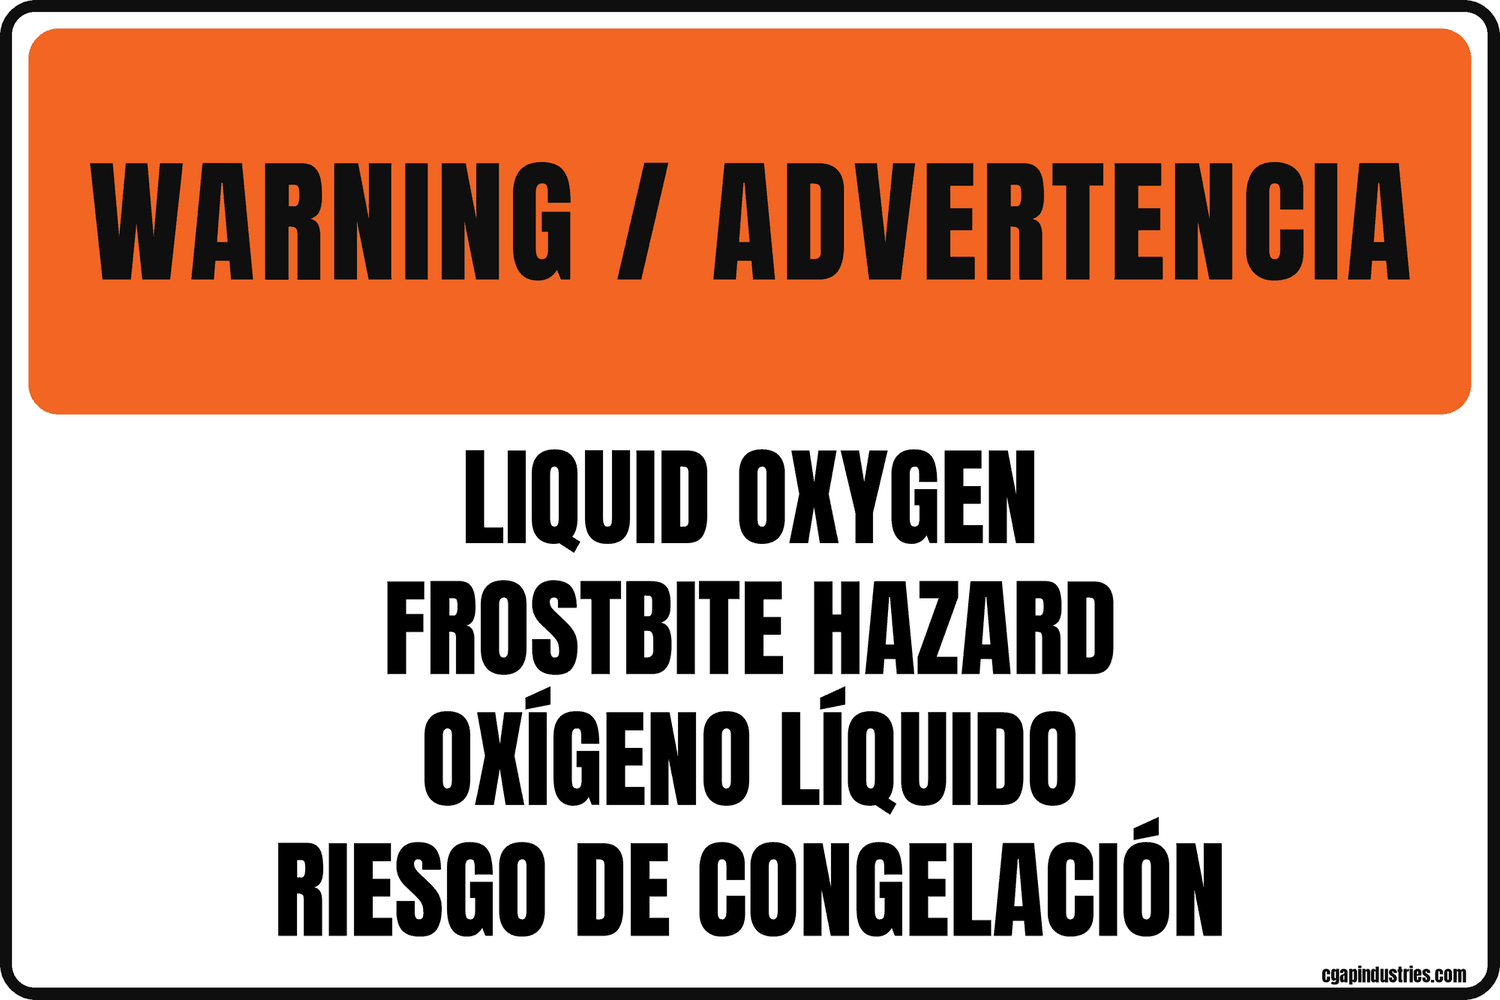 WARNING / ADVERTENCIA
LIQUID OXYGEN
FROSTBITE HAZARD
OXÍGENO LÍQUIDO
RIESGO DE CONGELACIÓN
cgapindustries.com